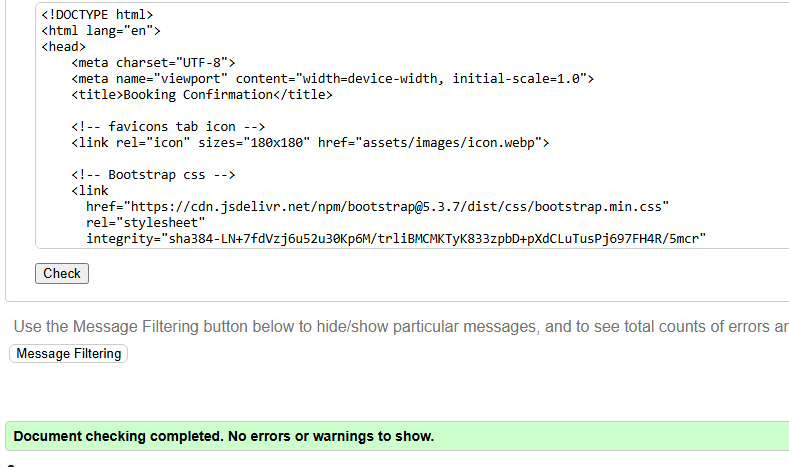 <!DOCTYPE html>
<html lang="en">
<head>
    <meta charset="UTF-8">
    <meta name="viewport" content="width=device-width, initial-scale=1.0">
    <title>Booking Confirmation</title>

    <!-- favicons tab icon -->
    <link rel="icon" sizes="180x180" href="assets/images/icon.webp">

    <!-- Bootstrap css -->
    <link
      href="https://cdn.jsdelivr.net/npm/bootstrap@5.3.7/dist/css/bootstrap.min.css"
      rel="stylesheet"
      integrity="sha384-LN+7fdVzj6u52u30Kp6M/trliBMCMKTyK833zpbD+pXdCLuTusPj697FH4R/5mcr"
Check
Use the Message Filtering button below to hide/show particular messages, and to see total counts of errors
Message Filtering
Document checking completed. No errors or warnings to show.